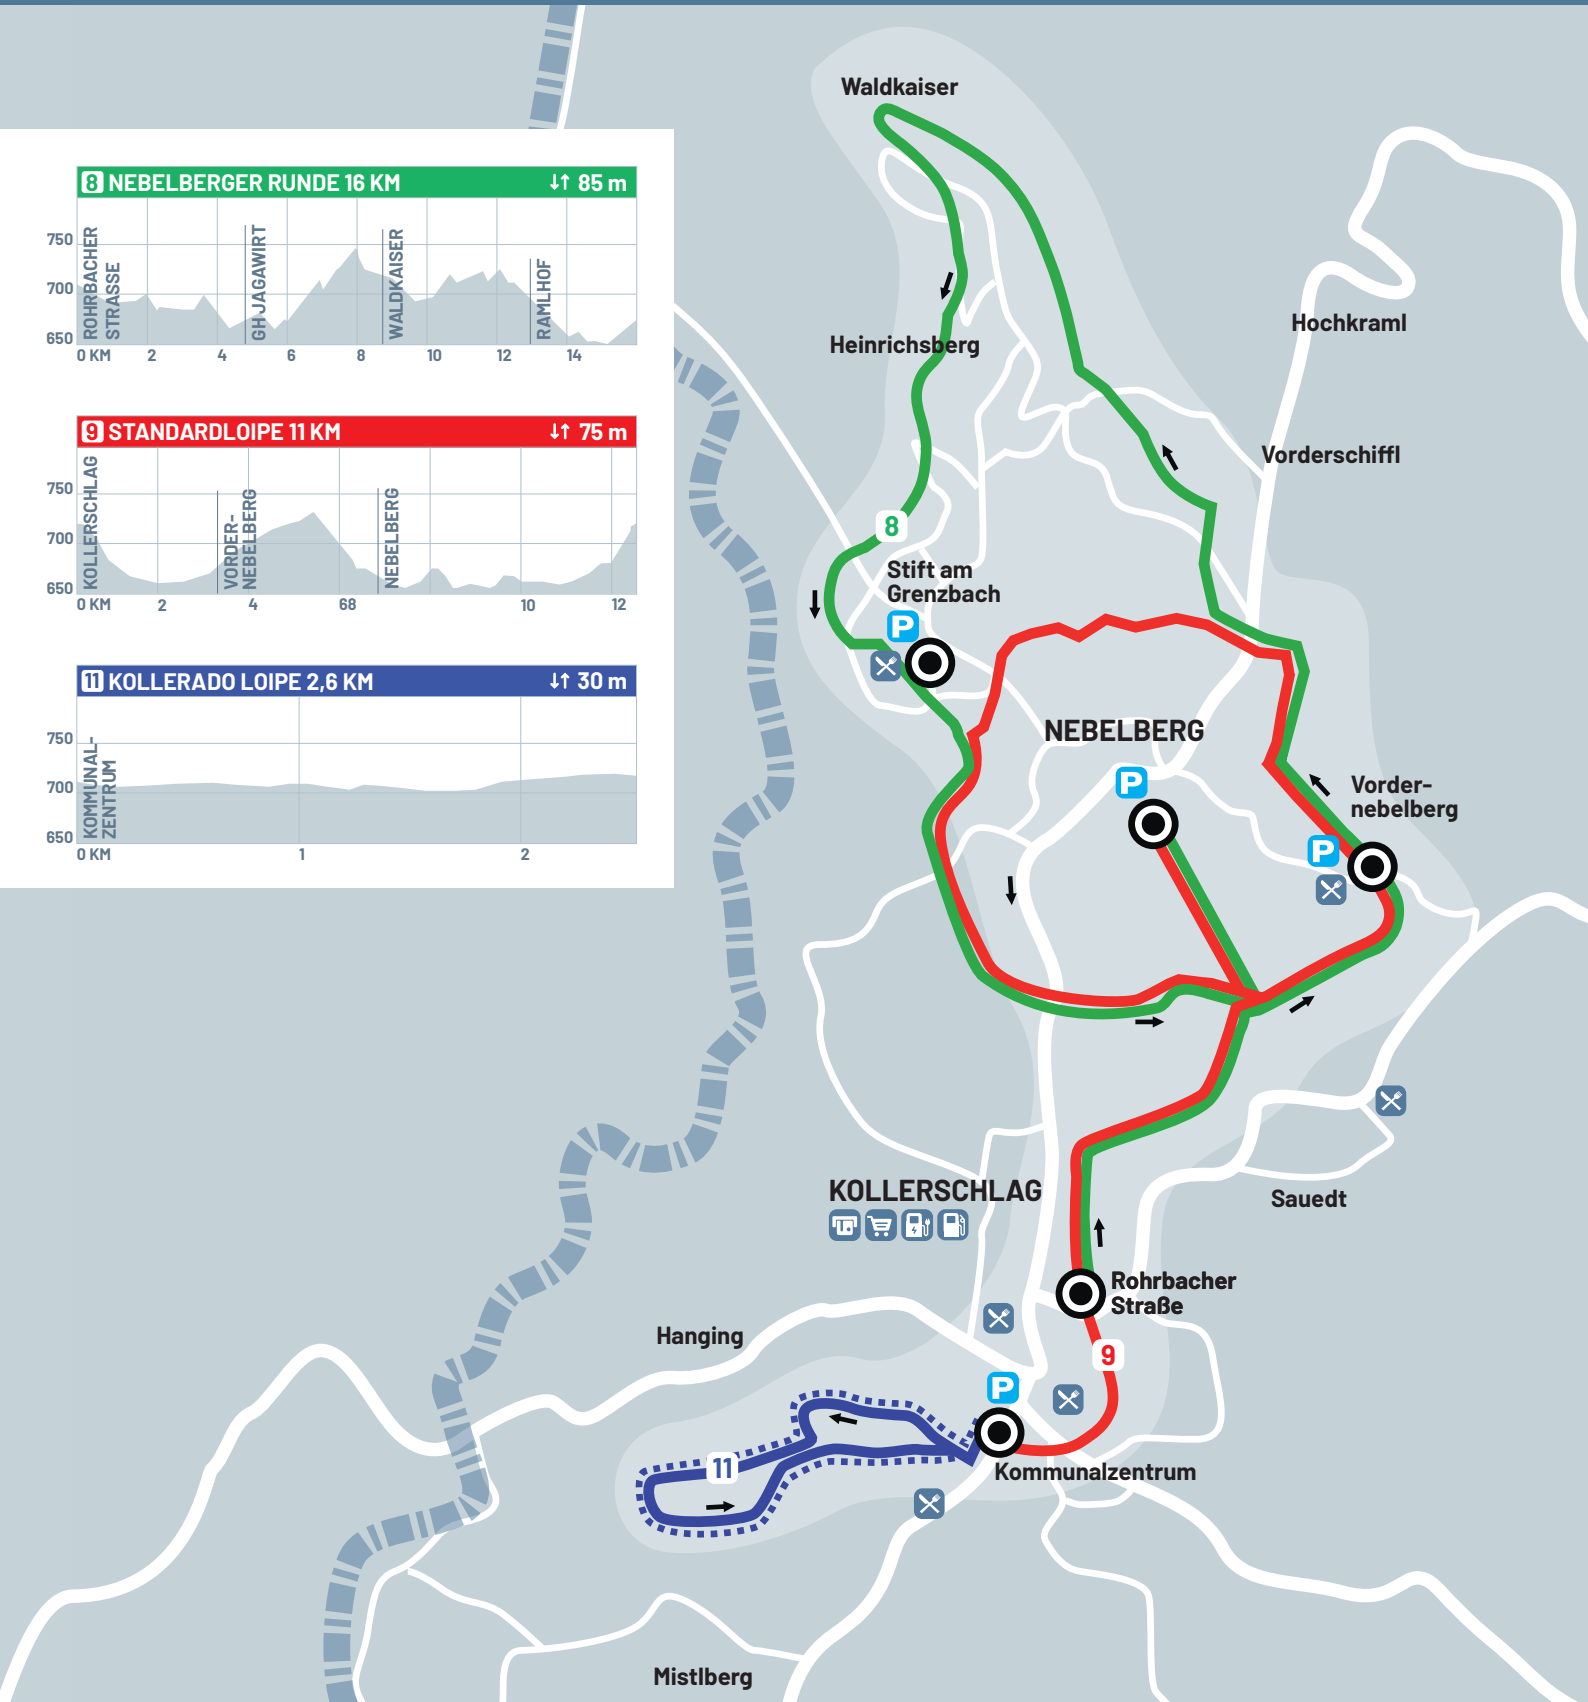 8 NEBELBERGER RUNDE 16 KM ↓↑ 85 m
750
700
650
ROHRBACHER
STRASSE
GH JAGAWIRT
WALDKAISER
RAMLHOF
0 KM 2 4 6 8 10 12 14
9 STANDARDLOIPE 11 KM ↓↑ 75 m
750
700
650
KOLLERSCHLAG
VORDER-
NEBELBERG
NEBELBERG
0 KM 2 4 68 10 12
11 KOLLERADO LOIPE 2,6 KM ↓↑ 30 m
750
700
650
KOMMUNAL-
ZENTRUM
0 KM 1 2
Waldkaiser
Hochkraml
Heinrichsberg
Vorderschiffl
8
Stift am
Grenzbach
P
NEBELBERG
P
Vorder-
nebelberg
P
KOLLERSCHLAG
Sauedt
Rohrbacher
Straße
Hanging
9
P
11
Kommunalzentrum
Mistlberg